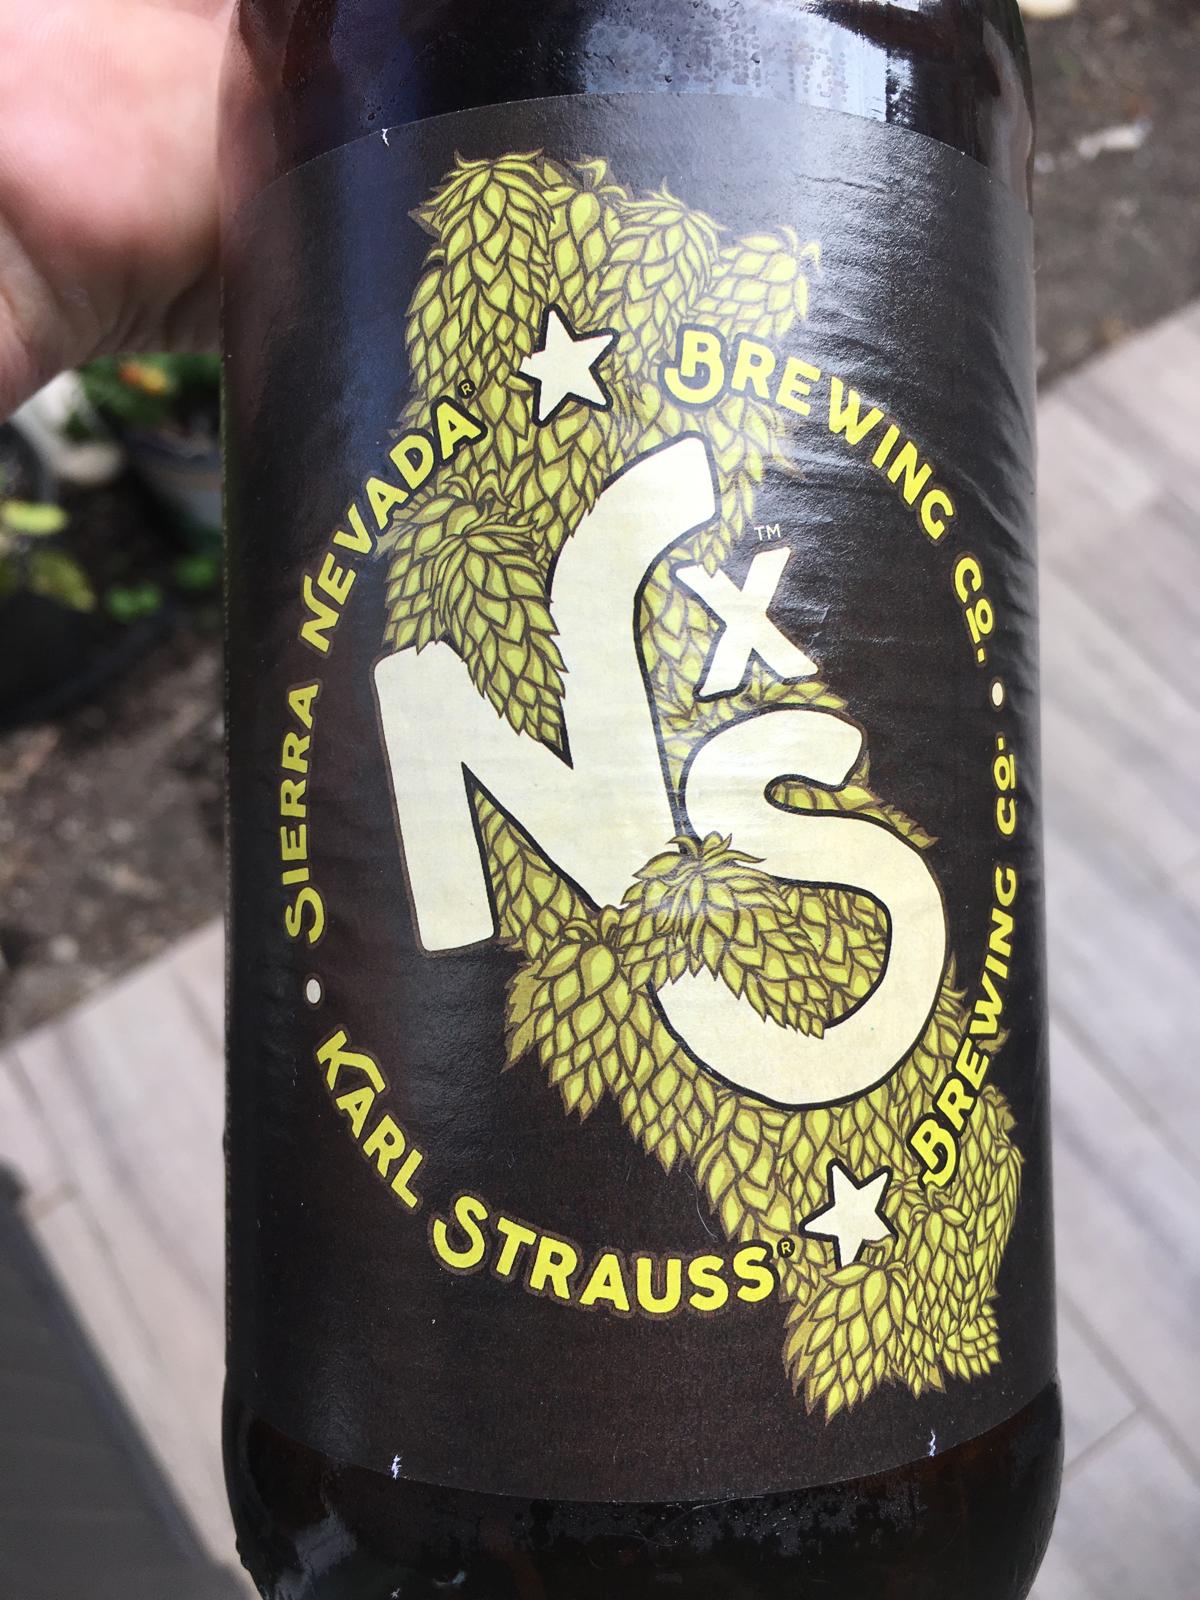 SIERRA NEVADA® BREWING CO.
N x S™
KARL STRAUSS® BREWING CO.